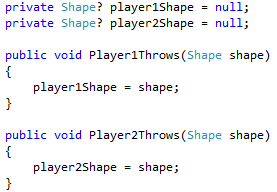 private Shape? player1Shape = null;
private Shape? player2Shape = null;
public void Player1Throws(Shape shape)
{
    player1Shape = shape;
}
public void Player2Throws(Shape shape)
{
    player2Shape = shape;
}